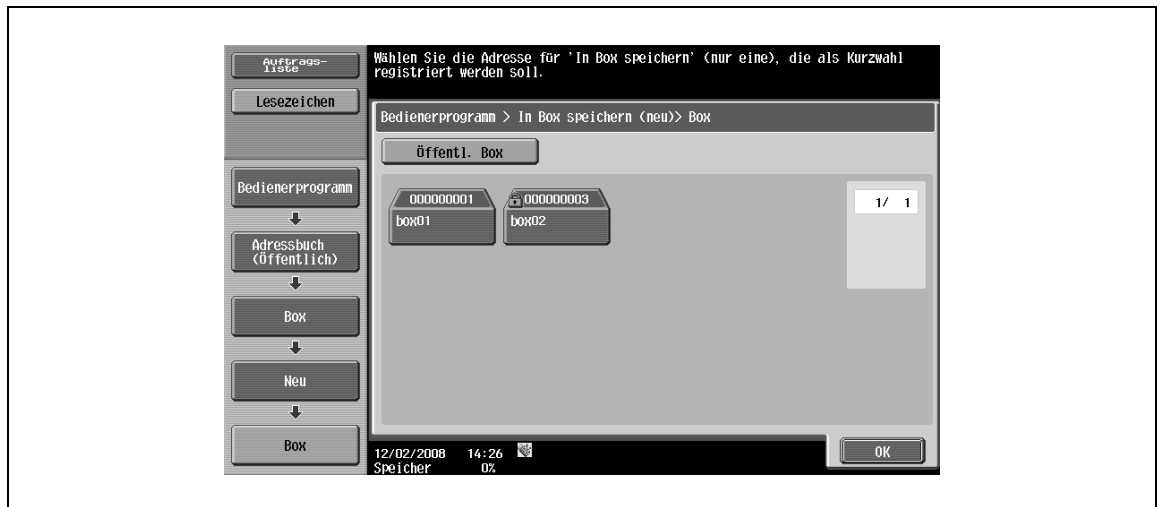 Auftrags-
liste
Lesezeichen
Wählen Sie die Adresse für 'In Box speichern' (nur eine), die als Kurzwahl
registriert werden soll.
Bedienerprogramm > In Box speichern (neu)> Box
Öffentl. Box
000000001
box01
000000003
box02
1/ 1
Bedienerprogramm
Adressbuch
(Öffentlich)
Box
Neu
Box
12/02/2008 14:26
Speicher 0%
OK